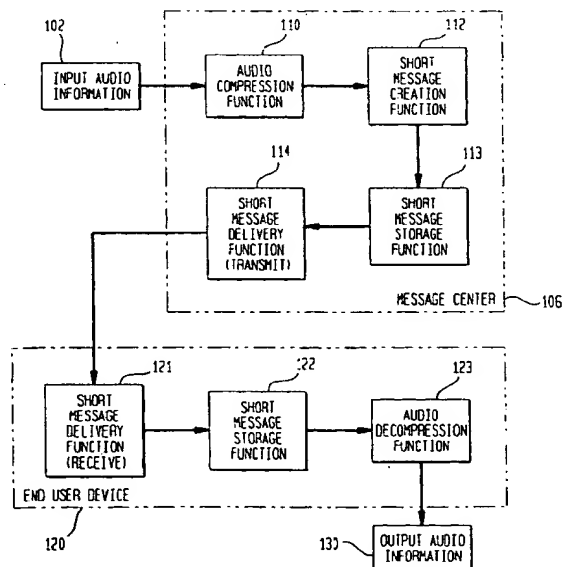 102
INPUT AUDIO
INFORMATION
110
AUDIO
COMPRESSION
FUNCTION
112
SHORT
MESSAGE
CREATION
FUNCTION
114
SHORT
MESSAGE
DELIVERY
FUNCTION
(TRANSMIT)
113
SHORT
MESSAGE
STORAGE
FUNCTION
MESSAGE CENTER
106
121
SHORT
MESSAGE
DELIVERY
FUNCTION
(RECEIVE)
122
SHORT
MESSAGE
STORAGE
FUNCTION
123
AUDIO
DECOMPRESSION
FUNCTION
END USER DEVICE
120
130
OUTPUT AUDIO
INFORMATION